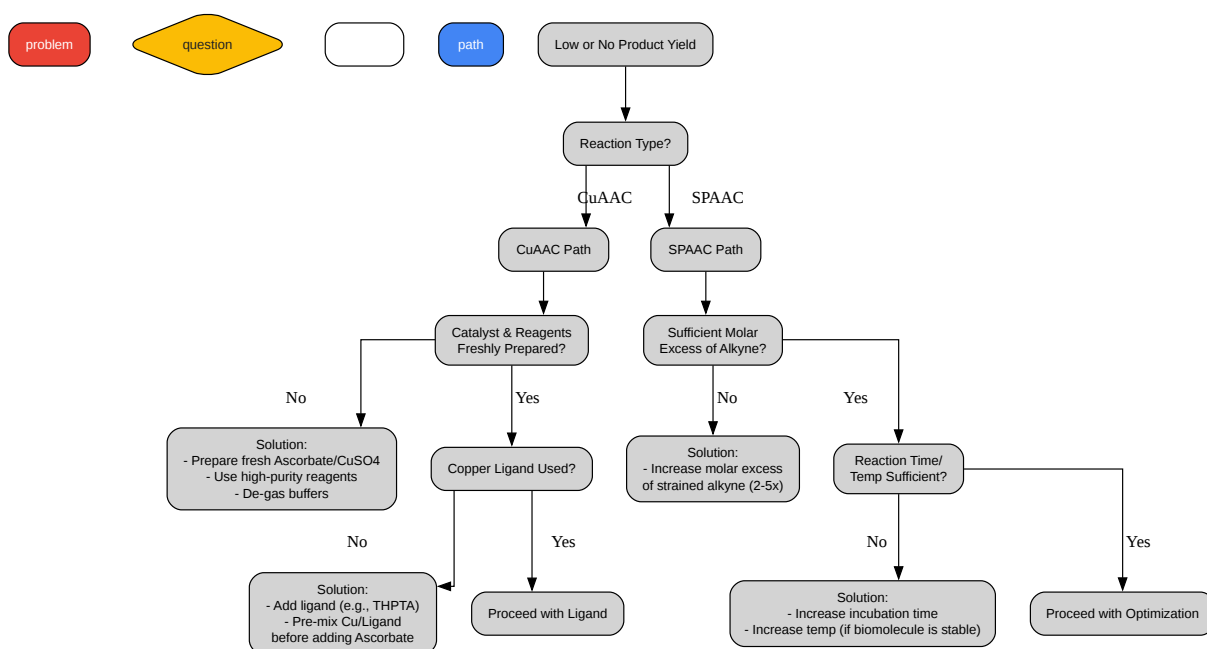 problem
question
path
Low or No Product Yield
Reaction Type?
CuAAC
SPAAC
CuAAC Path
SPAAC Path
Catalyst & Reagents
Freshly Prepared?
Sufficient Molar
Excess of Alkyne?
No
Yes
No
Yes
Solution:
- Prepare fresh Ascorbate/CuSO4
- Use high-purity reagents
- De-gas buffers
Copper Ligand Used?
Solution:
- Increase molar excess
of strained alkyne (2-5x)
Reaction Time/
Temp Sufficient?
No
Yes
No
Yes
Solution:
- Add ligand (e.g., THPTA)
- Pre-mix Cu/Ligand
before adding Ascorbate
Proceed with Ligand
Solution:
- Increase incubation time
- Increase temp (if biomolecule is stable)
Proceed with Optimization